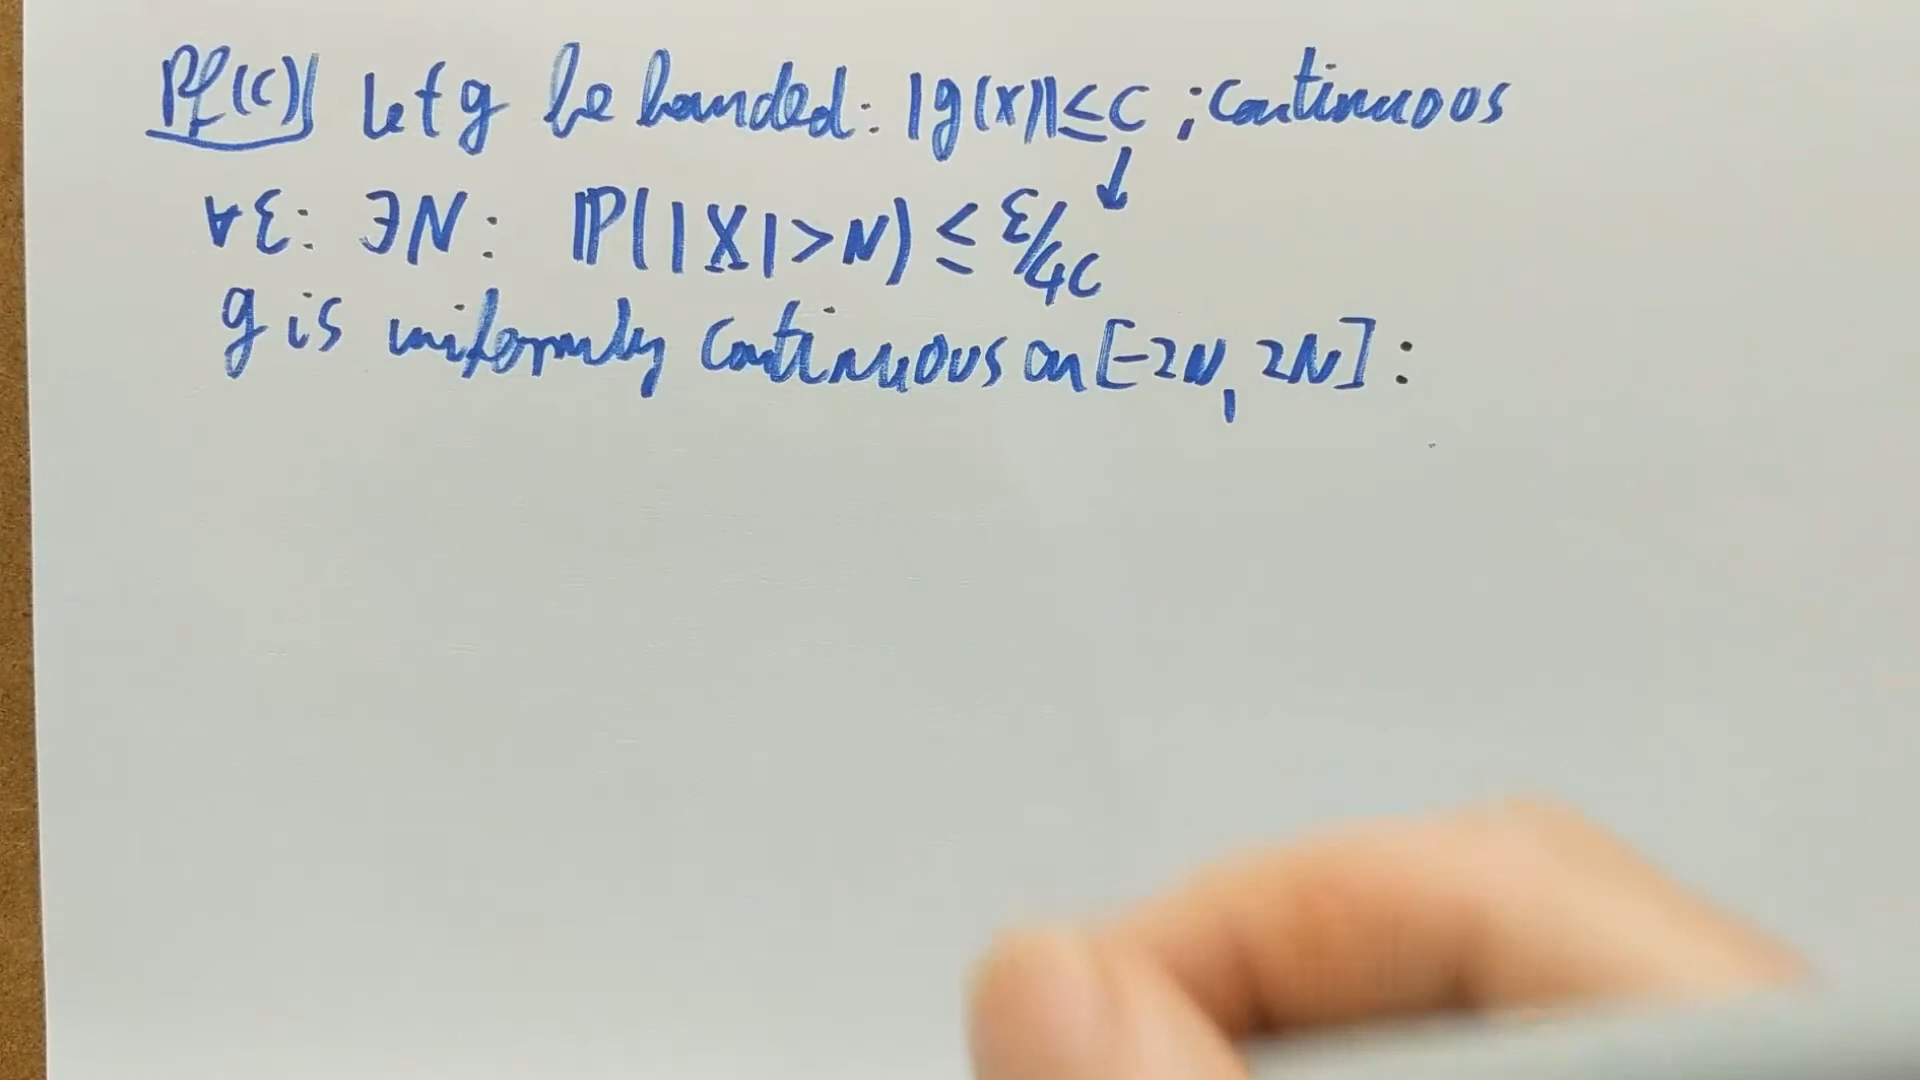 Pf(c) Let g be bounded: |g(x)| ≤ C ; continuous
∀ε: ∃N: ℙ(|X| > N) ≤ ε/4C
g is uniformly continuous on [-2N, 2N] :